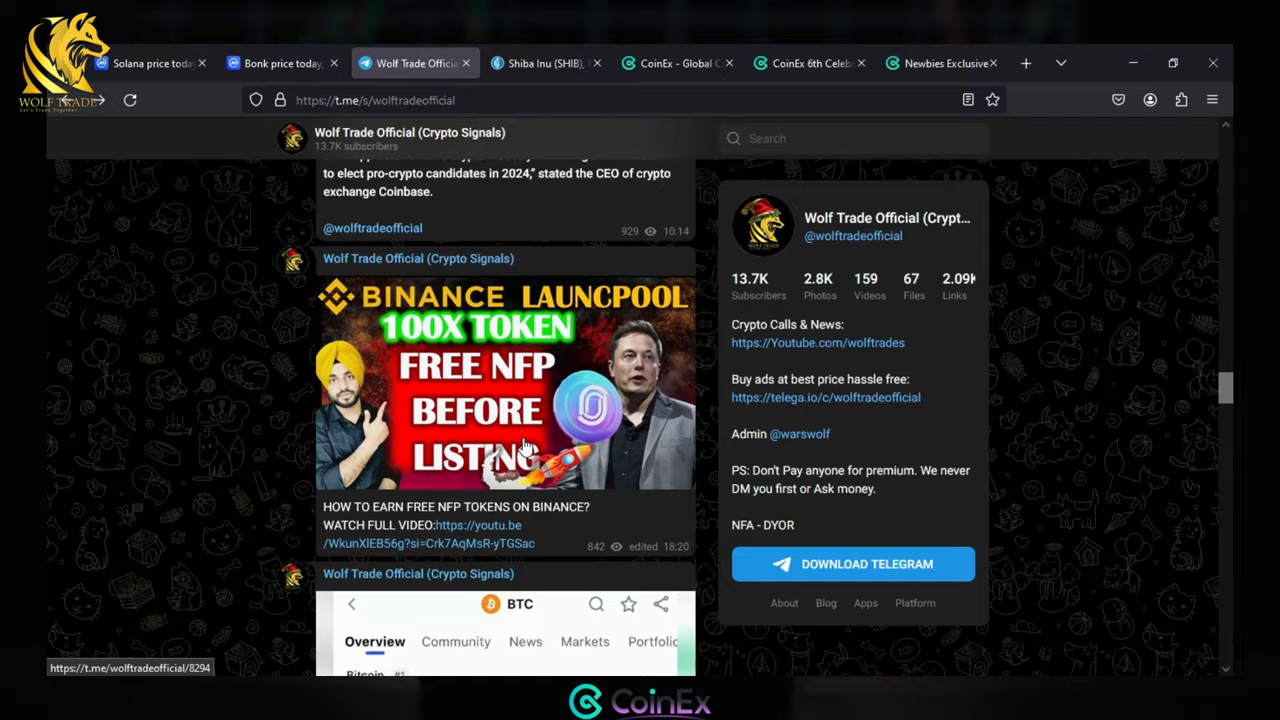 WOLF TRADE
Let's Trade Together.
Solana price toda
Bonk price today,
Wolf Trade Officia
Shiba Inu (SHIB),
CoinEx - Global C
CoinEx 6th Celeb
Newbies Exclusive
https://t.me/s/wolftradeofficial
Wolf Trade Official (Crypto Signals)
13.7K subscribers
Search
to elect pro-crypto candidates in 2024,” stated the CEO of crypto
exchange Coinbase.
@wolftradeofficial
929 10:14
Wolf Trade Official (Crypto Signals)
BINANCE LAUNCPOOL
100X TOKEN
FREE NFP
BEFORE
LISTING
HOW TO EARN FREE NFP TOKENS ON BINANCE?
WATCH FULL VIDEO:https://youtu.be
/WkunXlEB56g?si=Crk7AqMsR-yTGSac
842 edited 18:20
Wolf Trade Official (Crypto Signals)
BTC
Overview Community News Markets Portfolio
Bitcoin #1
Wolf Trade Official (Crypt...
@wolftradeofficial
13.7K 2.8K 159 67 2.09K
Subscribers Photos Videos Files Links
Crypto Calls & News:
https://Youtube.com/wolftrades
Buy ads at best price hassle free:
https://telega.io/c/wolftradeofficial
Admin @warswolf
PS: Don't Pay anyone for premium. We never
DM you first or Ask money.
NFA - DYOR
DOWNLOAD TELEGRAM
About Blog Apps Platform
https://t.me/wolftradeofficial/8294
CoinEx